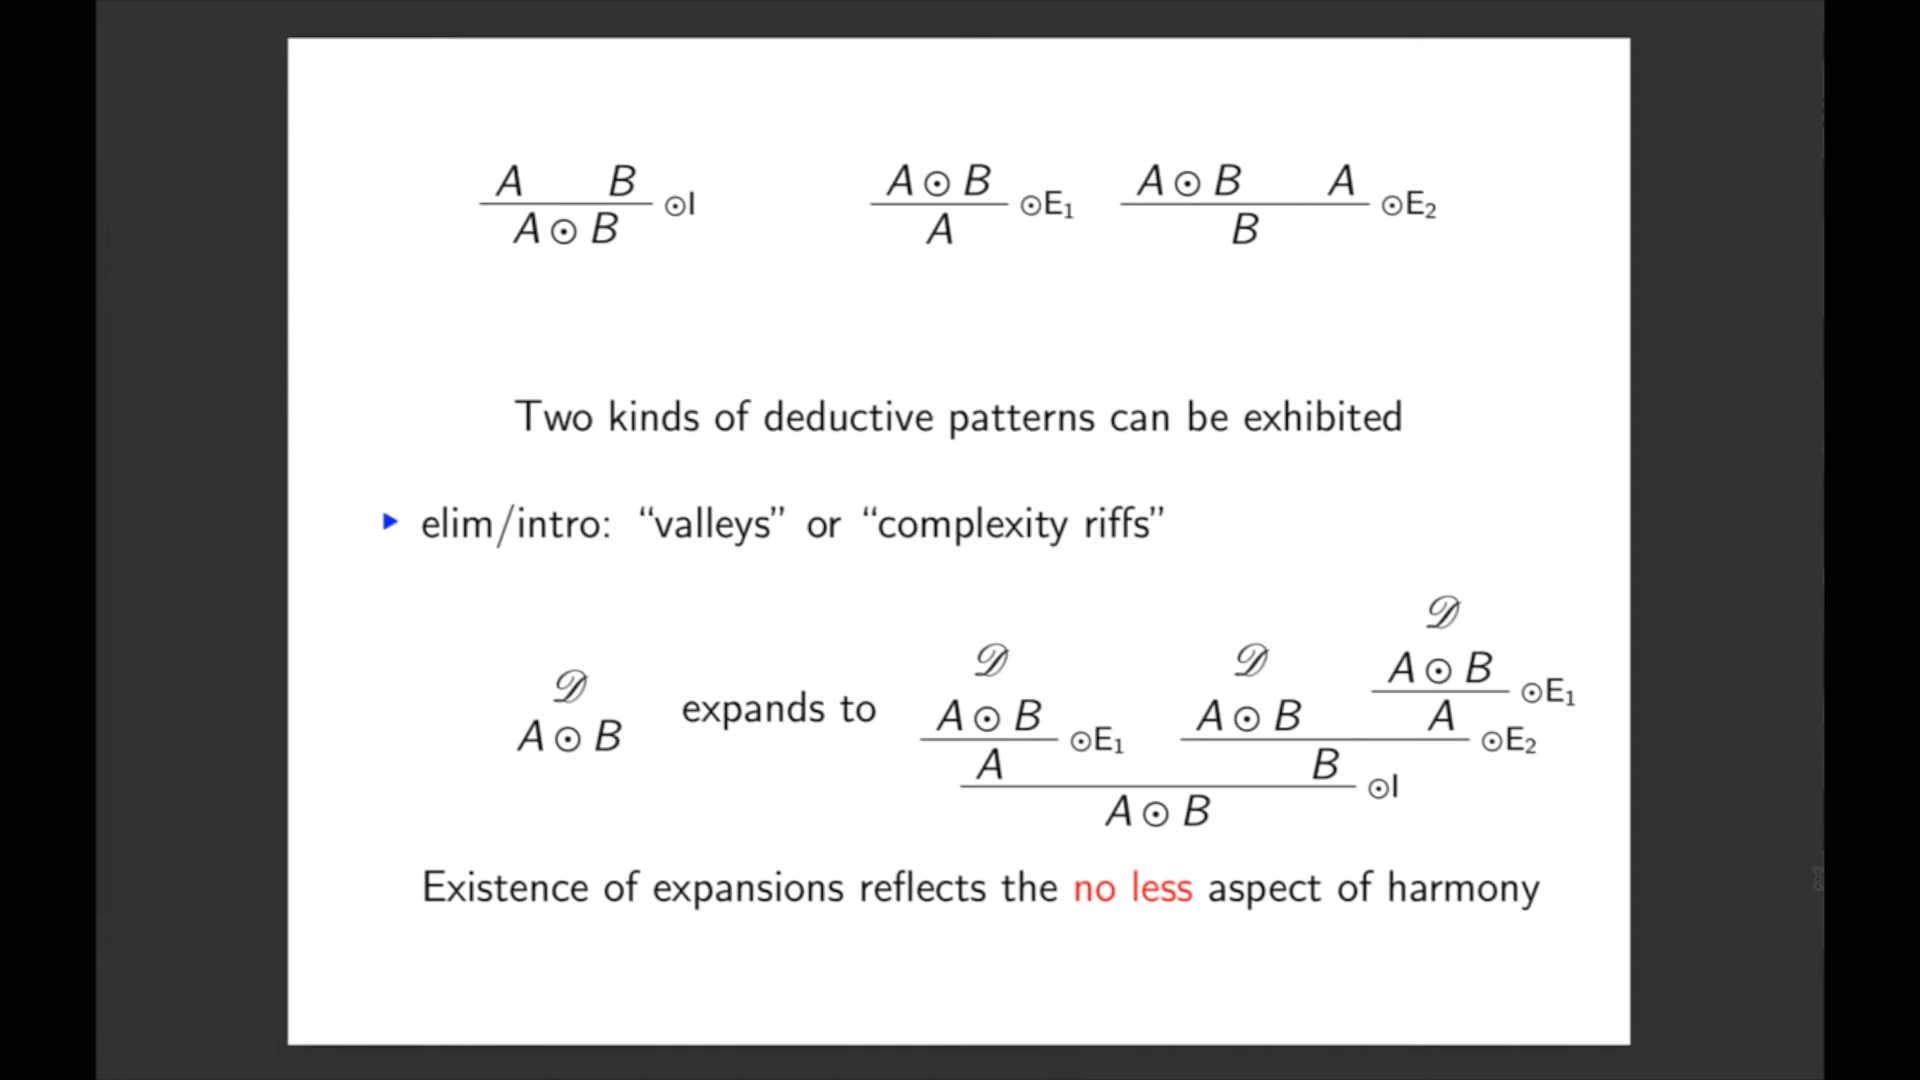 A B
A ⊙ B
⊙I
A ⊙ B
A
⊙E₁
A ⊙ B A
B
⊙E₂
Two kinds of deductive patterns can be exhibited
▶ elim/intro: “valleys” or “complexity riffs”
𝒟
A ⊙ B
expands to
𝒟
A ⊙ B
⊙E₁
A
𝒟
A ⊙ B
𝒟
A ⊙ B
⊙E₁
A
⊙E₂
B
⊙I
A ⊙ B
Existence of expansions reflects the no less aspect of harmony